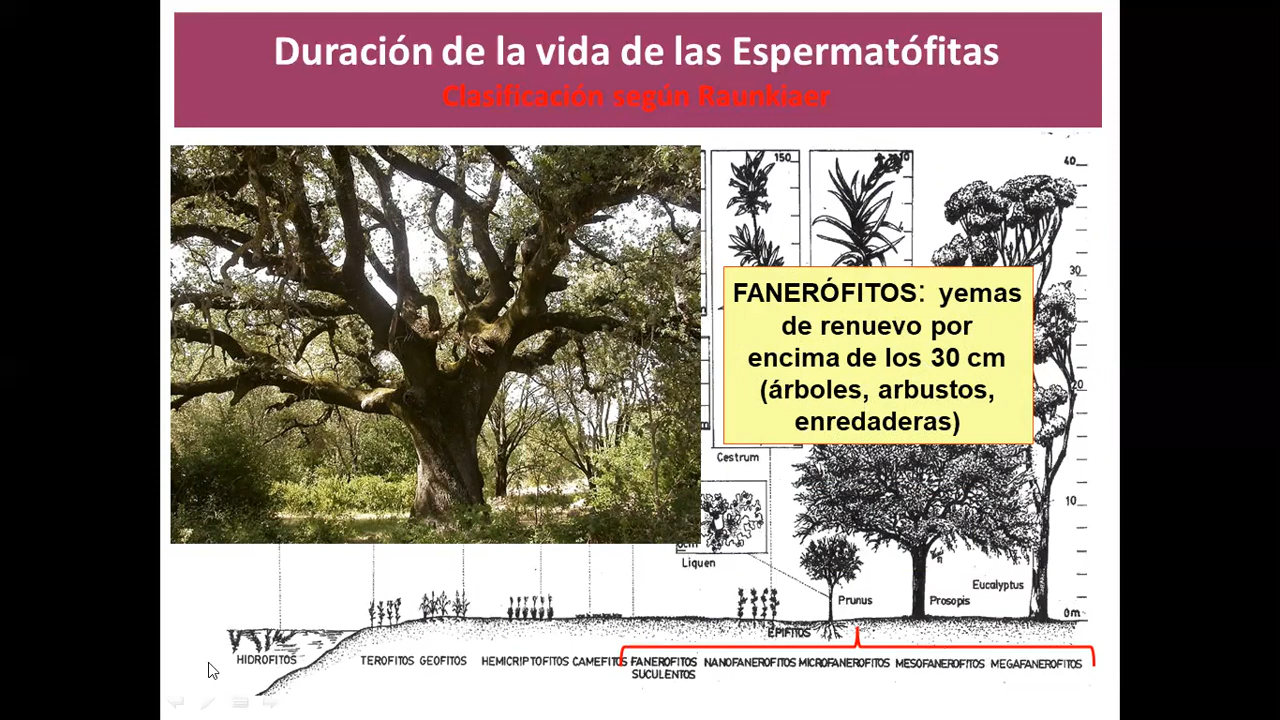 Duración de la vida de las Espermatófitas
Clasificación según Raunkiaer
150
40
30
FANERÓFITOS: yemas
de renuevo por
encima de los 30 cm
(árboles, arbustos,
enredaderas)
20
Cestrum
10
Liquen
Eucalyptus
Prunus
Prosopis
0m
EPIFITOS
HIDROFITOS
TEROFITOS
GEOFITOS
HEMICRIPTOFITOS
CAMEFITOS
FANEROFITOS
SUCULENTOS
NANOFANEROFITOS
MICROFANEROFITOS
MESOFANEROFITOS
MEGAFANEROFITOS